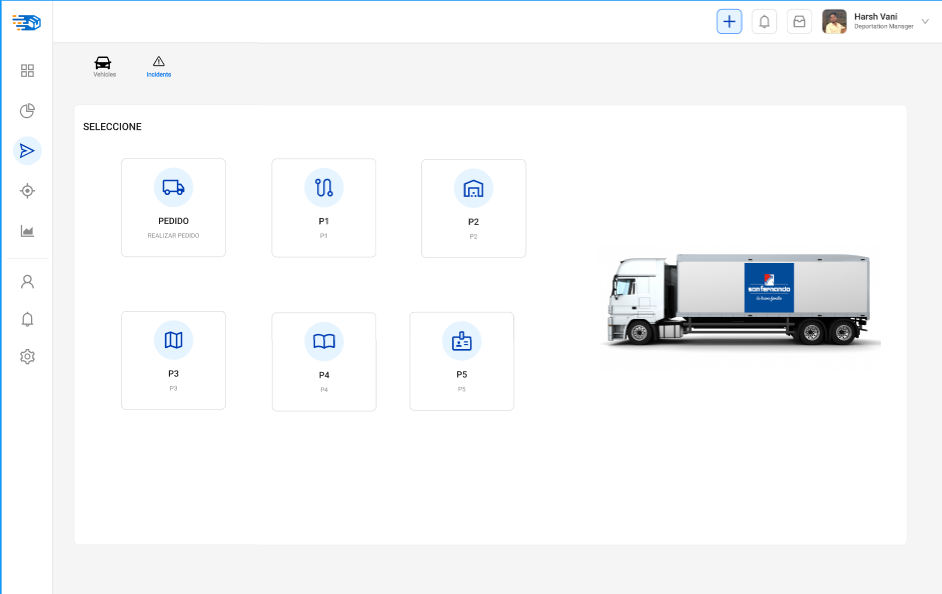 Harsh Vani
Deportation Manager
Vehicles
Incidents
SELECCIONE
PEDIDO
REALIZAR PEDIDO
P1
P1
P2
P2
san fernando
La buena familia
P3
P3
P4
P4
P5
P5